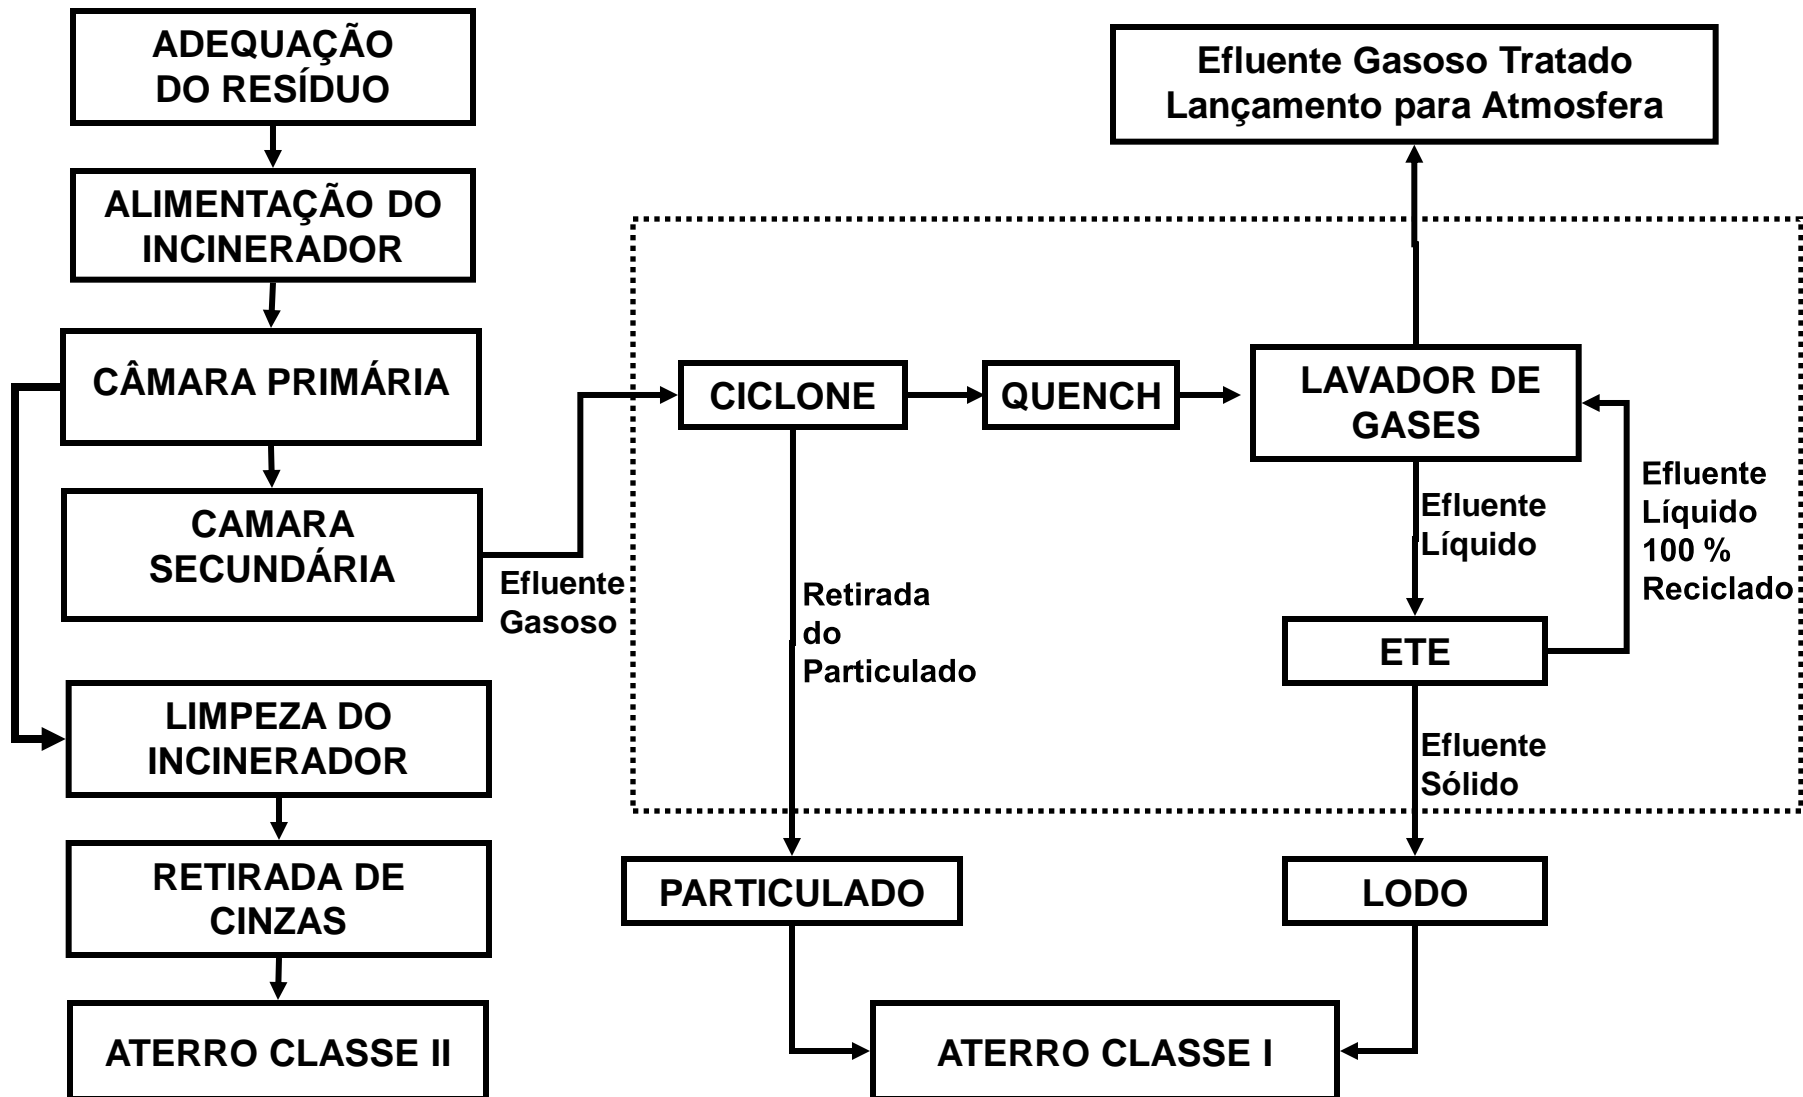 ADEQUAÇÃO
DO RESÍDUO
ALIMENTAÇÃO DO
INCINERADOR
CÂMARA PRIMÁRIA
CAMARA
SECUNDÁRIA
Efluente
Gasoso
LIMPEZA DO
INCINERADOR
RETIRADA DE
CINZAS
ATERRO CLASSE II
Efluente Gasoso Tratado
Lançamento para Atmosfera
CICLONE
QUENCH
LAVADOR DE
GASES
Retirada
do
Particulado
Efluente
Líquido
Efluente
Líquido
100 %
Reciclado
ETE
Efluente
Sólido
PARTICULADO
LODO
ATERRO CLASSE I